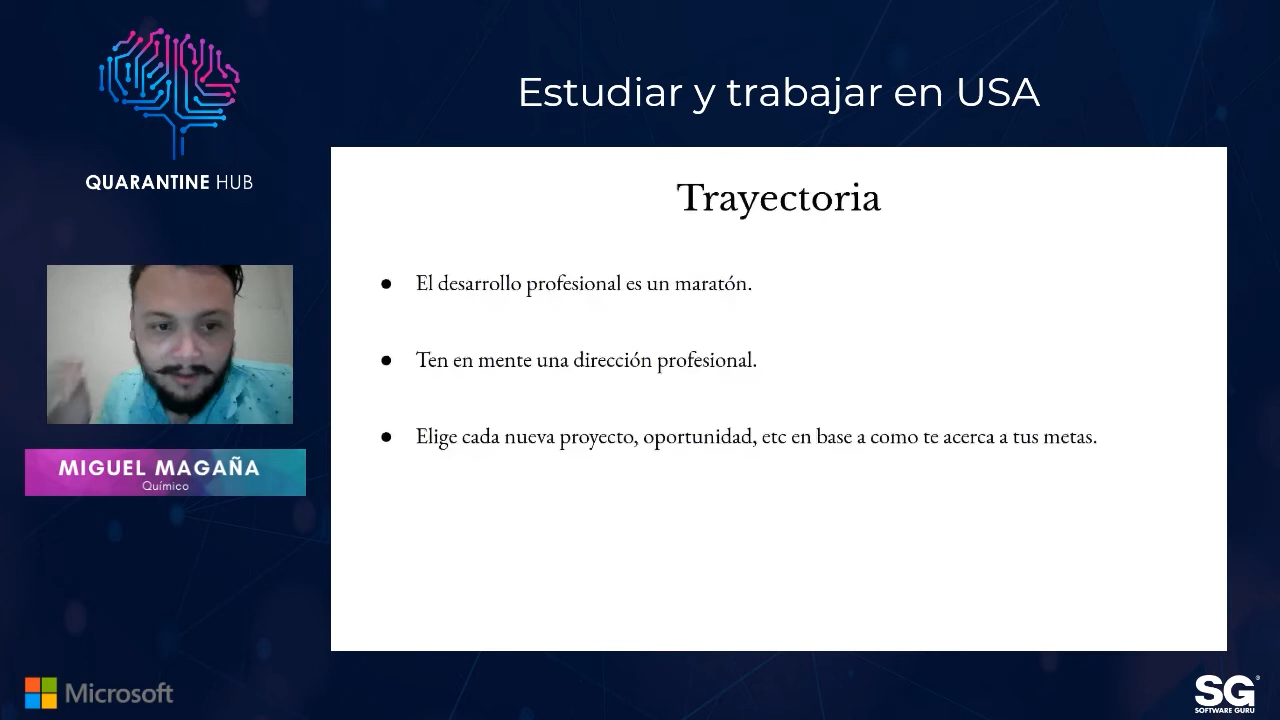 QUARANTINE HUB
Estudiar y trabajar en USA
Trayectoria
● El desarrollo profesional es un maratón.
● Ten en mente una dirección profesional.
● Elige cada nueva proyecto, oportunidad, etc en base a como te acerca a tus metas.
MIGUEL MAGAÑA
Químico
Microsoft
SG®
SOFTWARE GURU